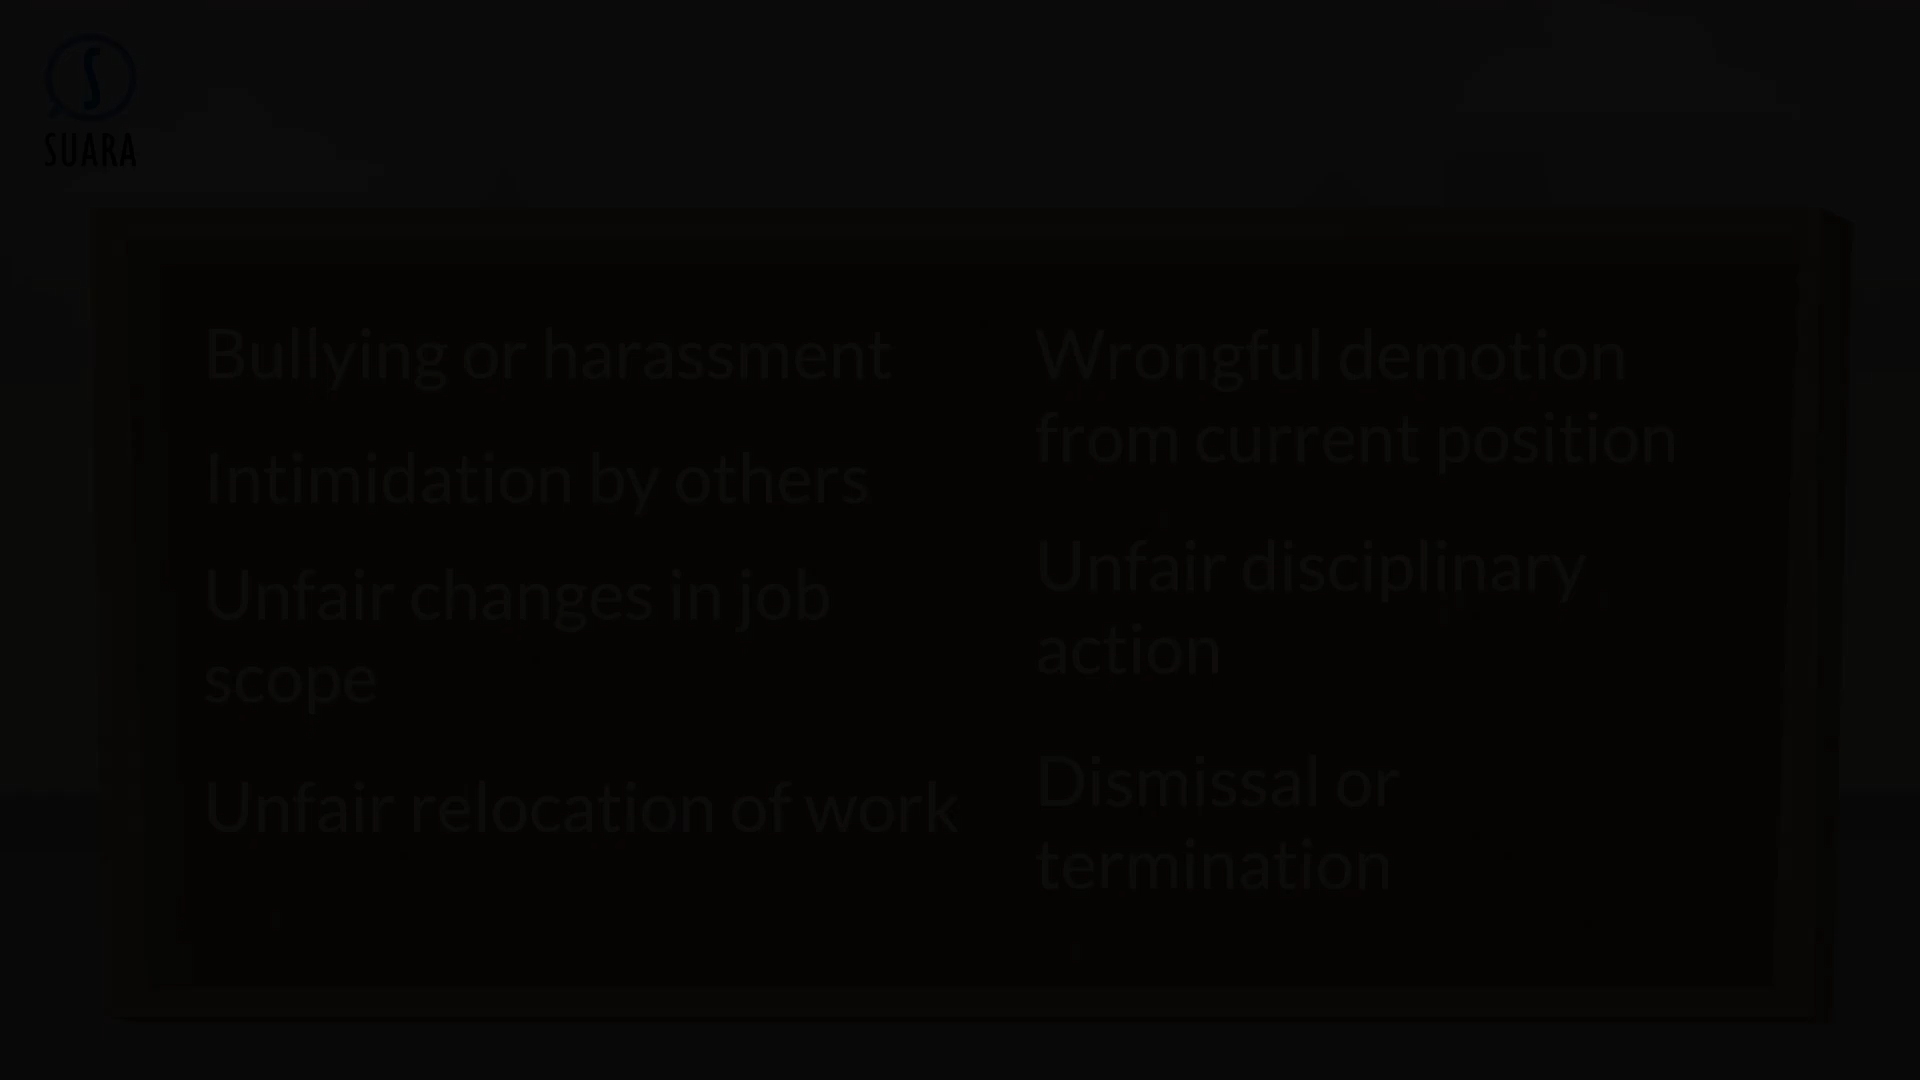 SUARA
Bullying or harassment
Intimidation by others
Unfair changes in job
scope
Unfair relocation of work
Wrongful demotion
from current position
Unfair disciplinary
action
Dismissal or
termination